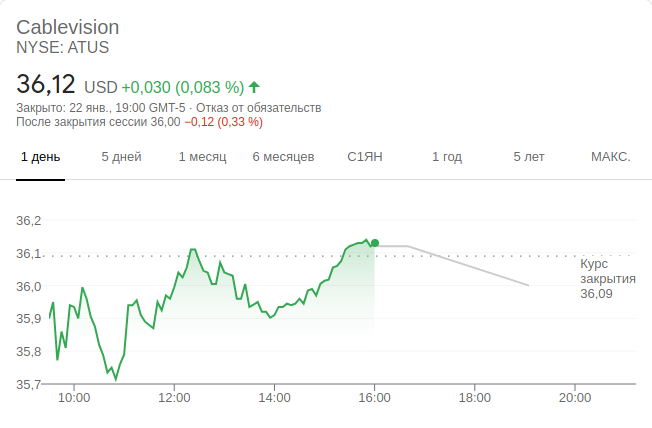 Cablevision
NYSE: ATUS
36,12 USD +0,030 (0,083 %)
Закрыто: 22 янв., 19:00 GMT-5 · Отказ от обязательств
После закрытия сессии 36,00 −0,12 (0,33 %)
1 день 5 дней 1 месяц 6 месяцев С1ЯН 1 год 5 лет МАКС.
36,2
36,1
Курс
закрытия
36,09
36,0
35,9
35,8
35,7
10:00 12:00 14:00 16:00 18:00 20:00